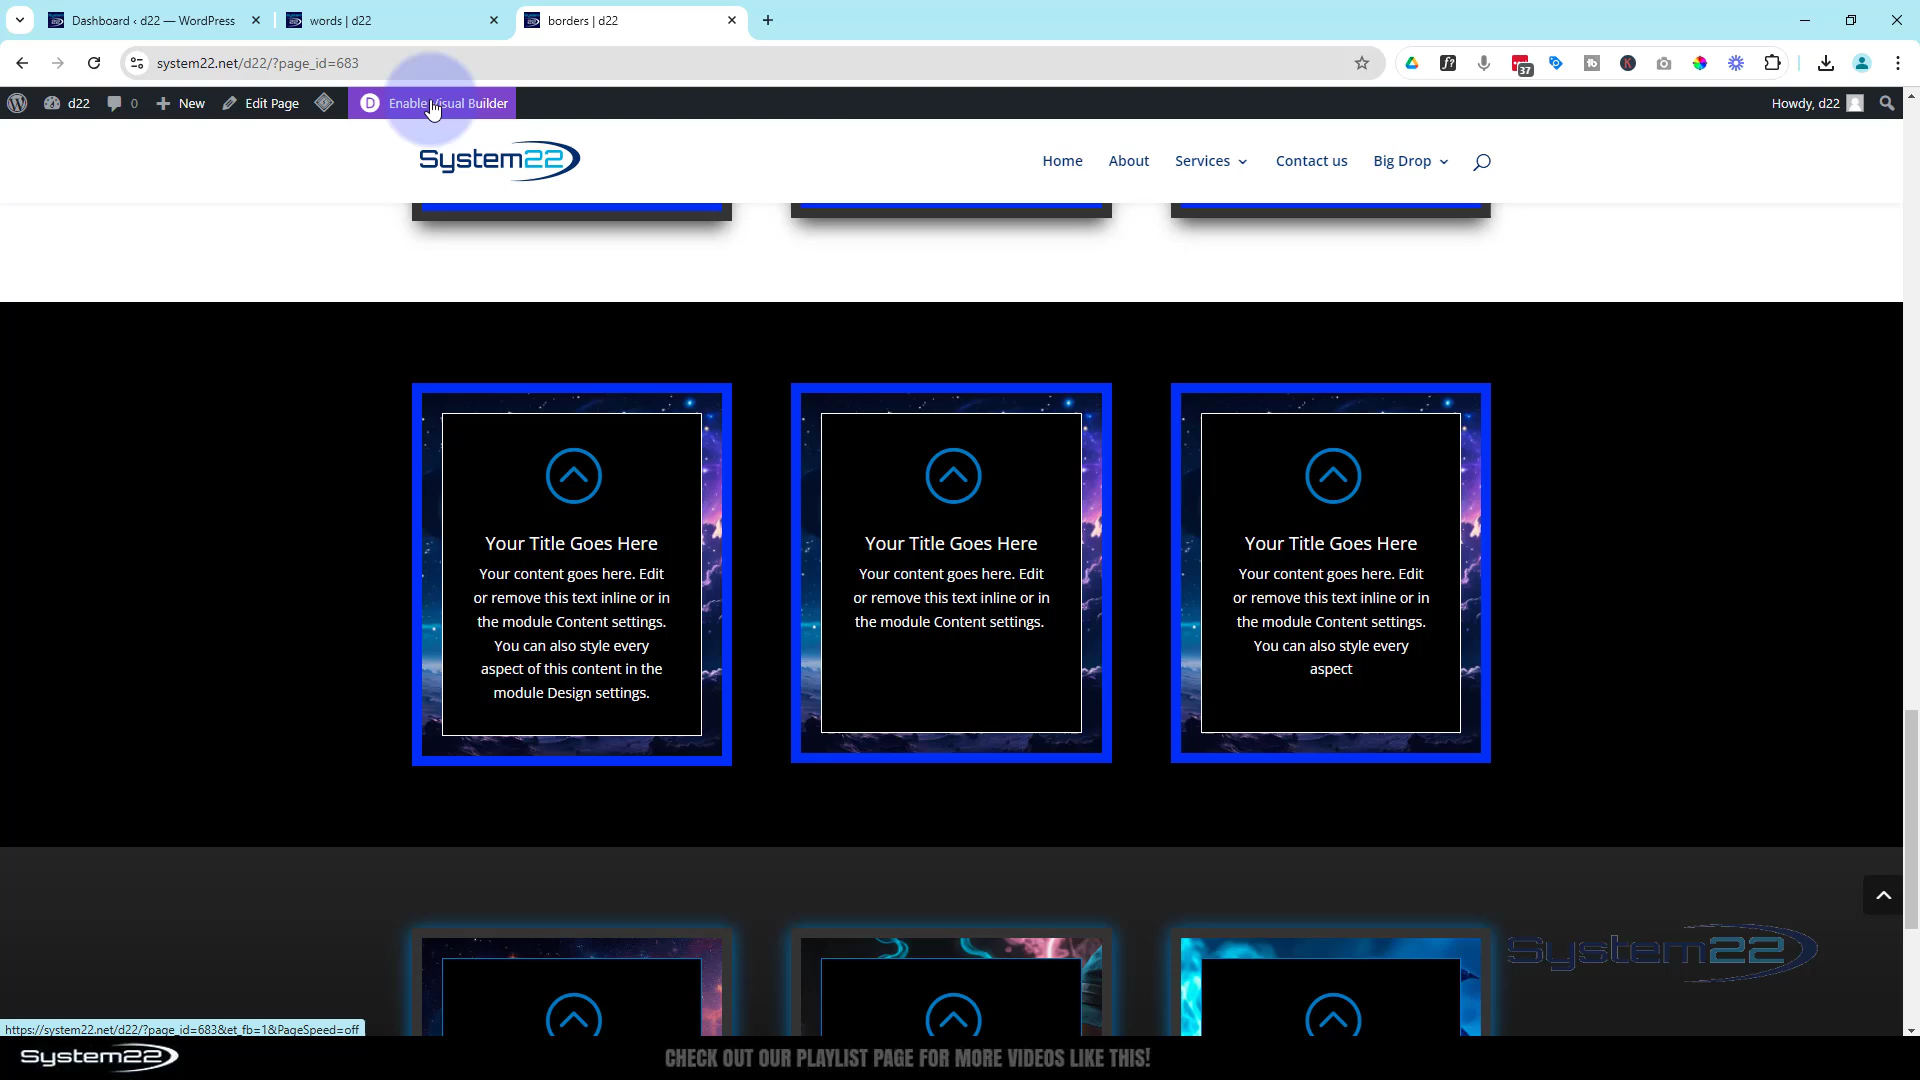 Dashboard ‹ d22 — WordPress
words | d22
borders | d22
system22.net/d22/?page_id=683
f?
37
tb
K
d22
0
New
Edit Page
D Enable Visual Builder
Howdy, d22
System22
Home
About
Services
Contact us
Big Drop
Your Title Goes Here
Your content goes here. Edit
or remove this text inline or in
the module Content settings.
You can also style every
aspect of this content in the
module Design settings.
Your Title Goes Here
Your content goes here. Edit
or remove this text inline or in
the module Content settings.
Your Title Goes Here
Your content goes here. Edit
or remove this text inline or in
the module Content settings.
You can also style every
aspect
System22
https://system22.net/d22/?page_id=683&et_fb=1&PageSpeed=off
System22
CHECK OUT OUR PLAYLIST PAGE FOR MORE VIDEOS LIKE THIS!